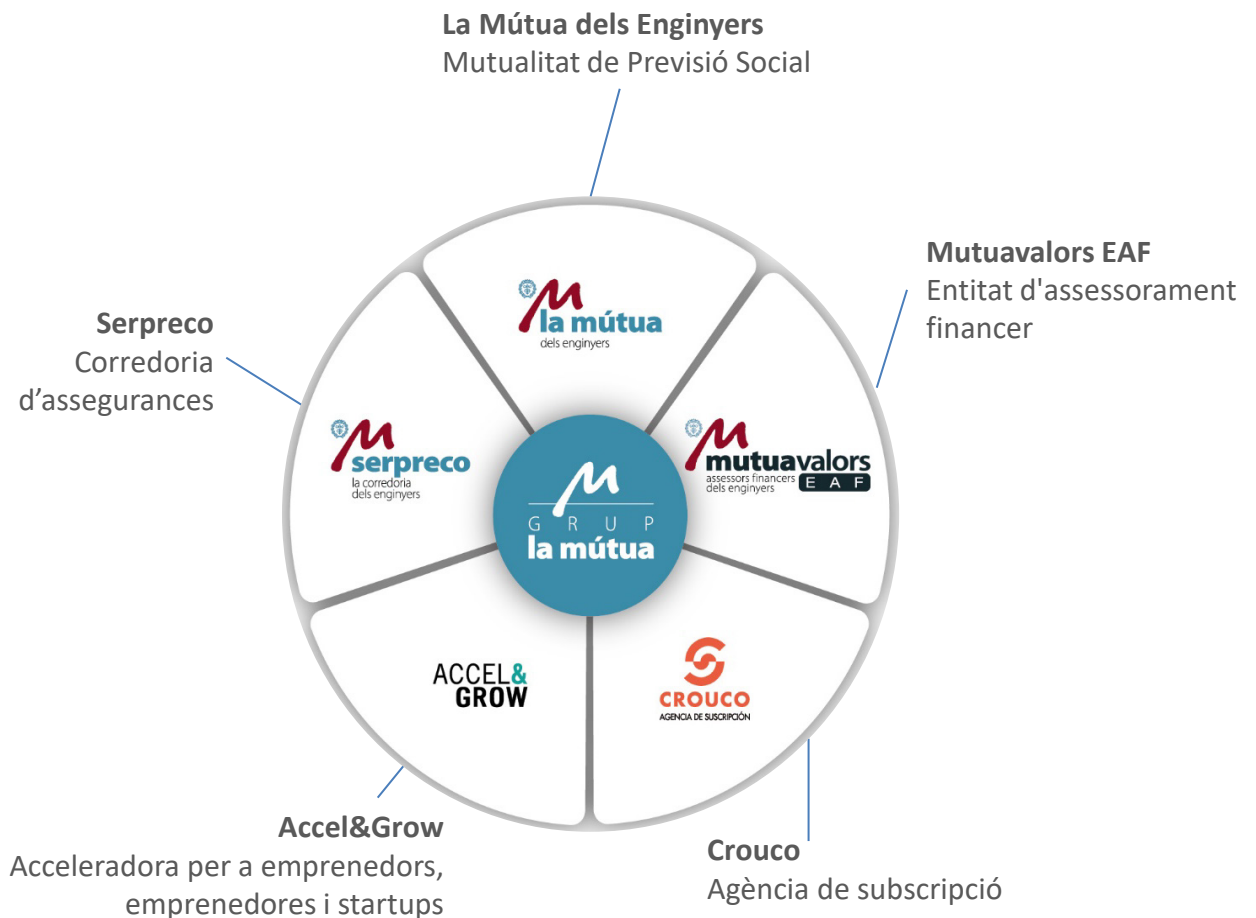 La Mútua dels Enginyers
Mutualitat de Previsió Social
Mutuavalors EAF
Entitat d'assessorament
financer
Serpreco
Corredoria
d’assegurances
M
la mútua
dels enginyers
M
serpreco
la corredoria
dels enginyers
M
mutuavalors
assessors financers
dels enginyers
EAF
M
GRUP
la mútua
ACCEL&
GROW
CROUCO
AGENCIA DE SUSCRIPCIÓN
Accel&Grow
Acceleradora per a emprenedors,
emprenedores i startups
Crouco
Agència de subscripció